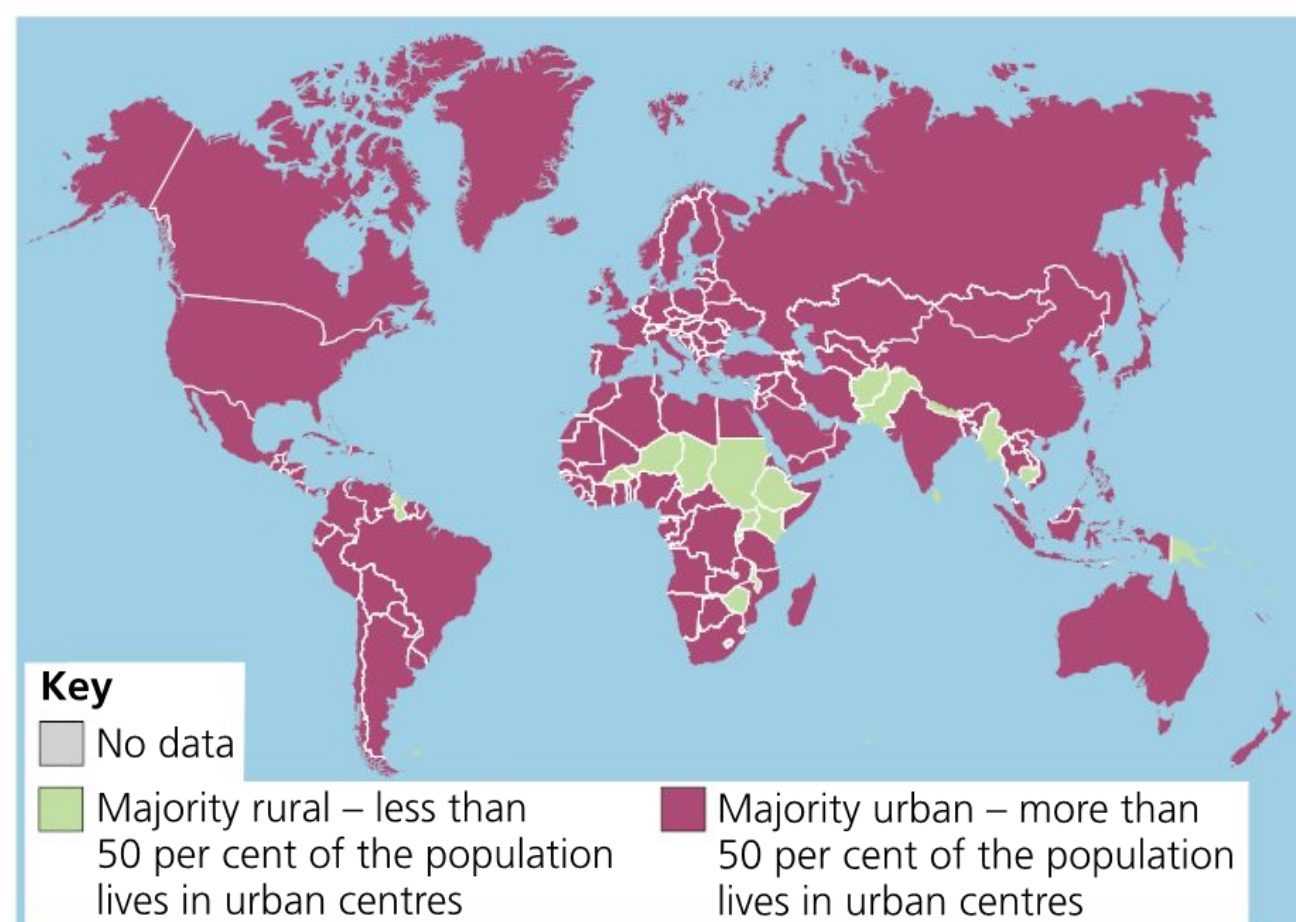 Key
No data
Majority rural – less than
50 per cent of the population
lives in urban centres
Majority urban – more than
50 per cent of the population
lives in urban centres